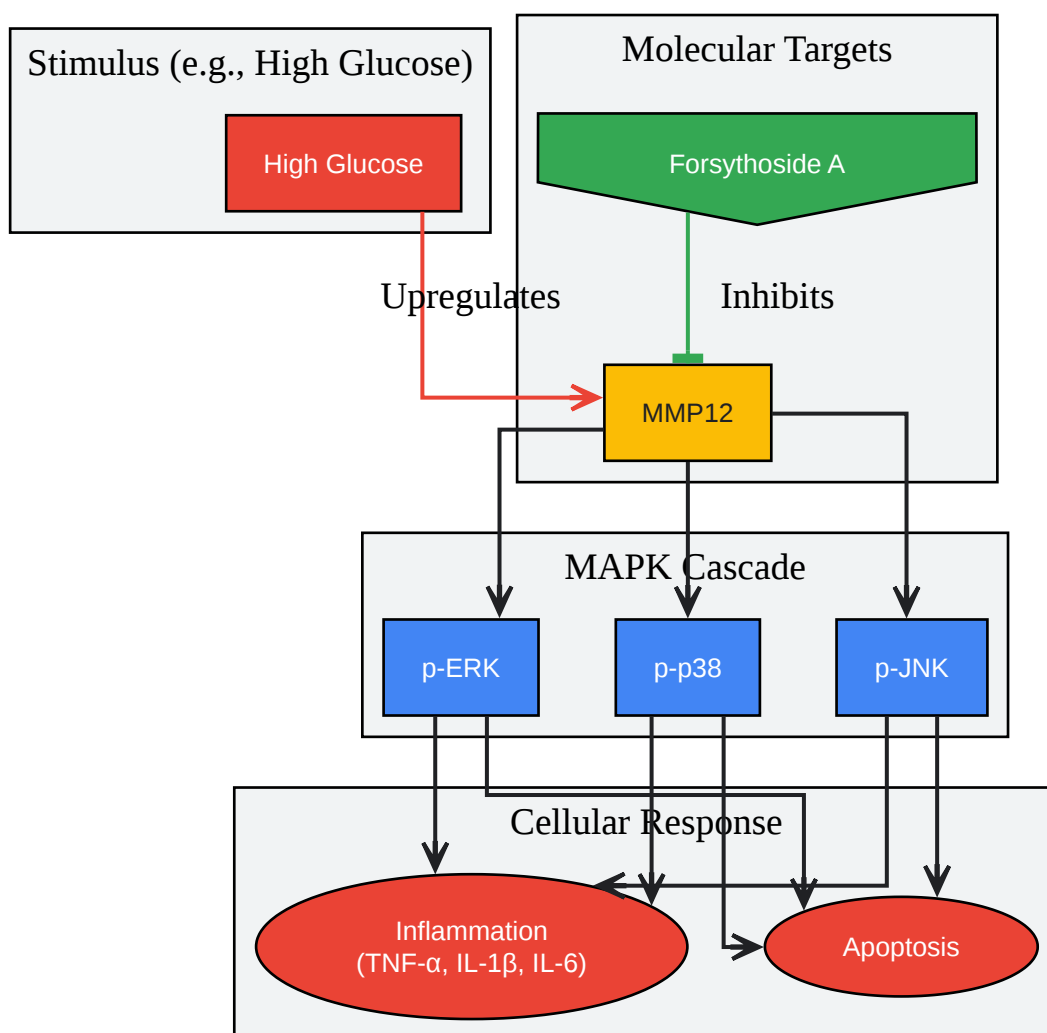 Stimulus (e.g., High Glucose)
High Glucose
Molecular Targets
Forsythoside A
Upregulates
Inhibits
MMP12
MAPK Cascade
p-ERK
p-p38
p-JNK
Cellular Response
Inflammation
(TNF-α, IL-1β, IL-6)
Apoptosis